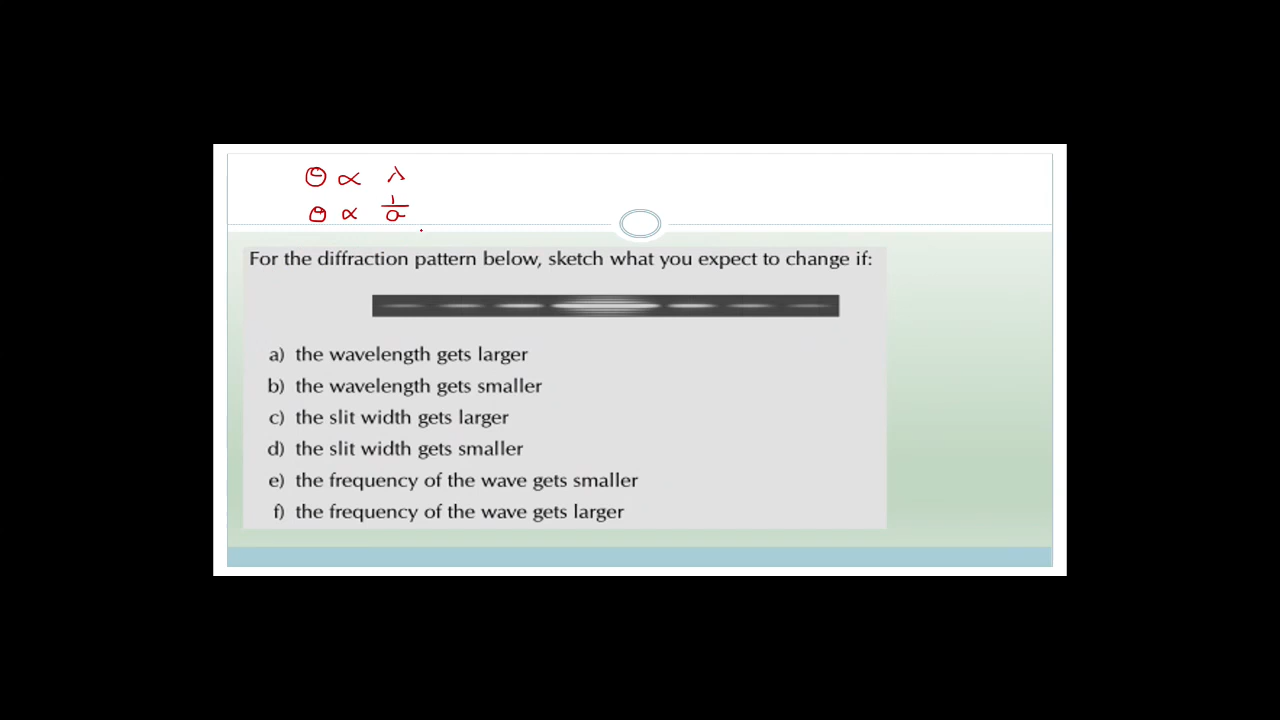 Θ ∝ λ
Θ ∝ 1/a
For the diffraction pattern below, sketch what you expect to change if:
a) the wavelength gets larger
b) the wavelength gets smaller
c) the slit width gets larger
d) the slit width gets smaller
e) the frequency of the wave gets smaller
f) the frequency of the wave gets larger